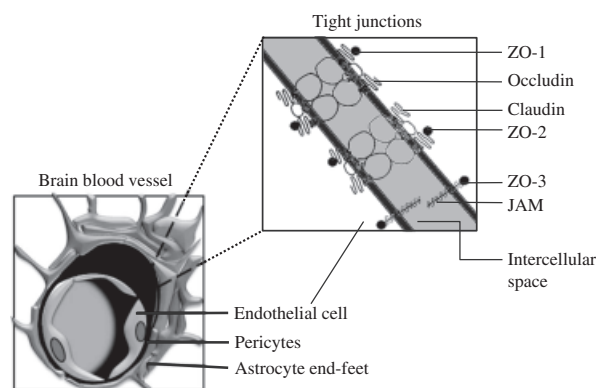 Tight junctions
ZO-1
Occludin
Claudin
ZO-2
ZO-3
JAM
Intercellular
space
Brain blood vessel
Endothelial cell
Pericytes
Astrocyte end-feet